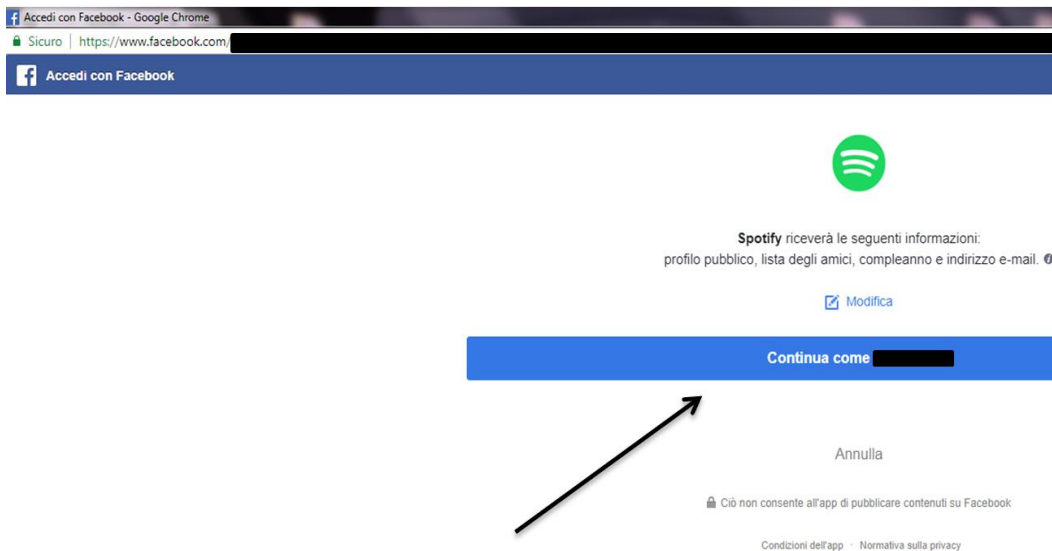 Accedi con Facebook - Google Chrome
Sicuro | https://www.facebook.com/
Accedi con Facebook
Spotify riceverà le seguenti informazioni:
profilo pubblico, lista degli amici, compleanno e indirizzo e-mail.
Modifica
Continua come
Annulla
Ciò non consente all'app di pubblicare contenuti su Facebook
Condizioni dell'app · Normativa sulla privacy